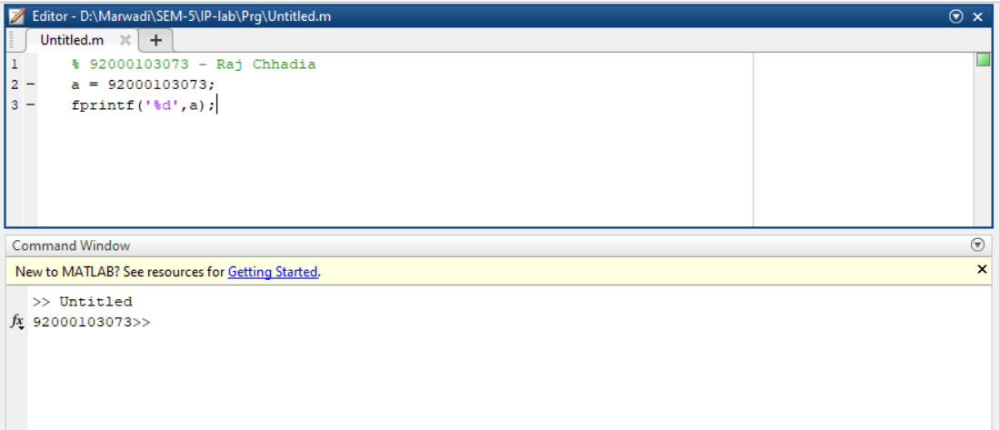 Editor - D:\Marwadi\SEM-5\IP-lab\Prg\Untitled.m
Untitled.m
1 % 92000103073 - Raj Chhadia
2 - a = 92000103073;
3 - fprintf('%d',a);
Command Window
New to MATLAB? See resources for Getting Started.
>> Untitled
fx 92000103073>>